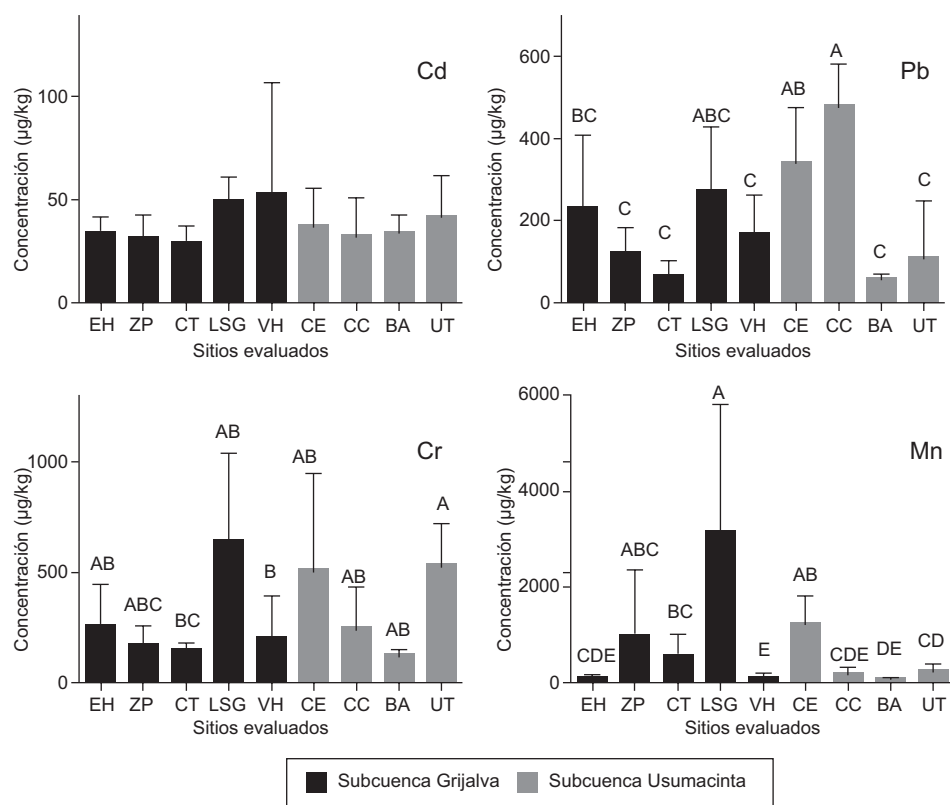 Cd
Concentración (µg/kg)
100
50
0
EH ZP CT LSG VH CE CC BA UT
Sitios evaluados
Pb
Concentración (µg/kg)
600
400
200
0
BC C C ABC C AB A C C
EH ZP CT LSG VH CE CC BA UT
Sitios evaluados
Cr
Concentración (µg/kg)
1000
500
0
AB ABC BC AB B AB AB AB A
EH ZP CT LSG VH CE CC BA UT
Sitios evaluados
Mn
Concentración (µg/kg)
6000
4000
2000
0
CDE ABC BC A E AB CDE DE CD
EH ZP CT LSG VH CE CC BA UT
Sitios evaluados
Subcuenca Grijalva Subcuenca Usumacinta